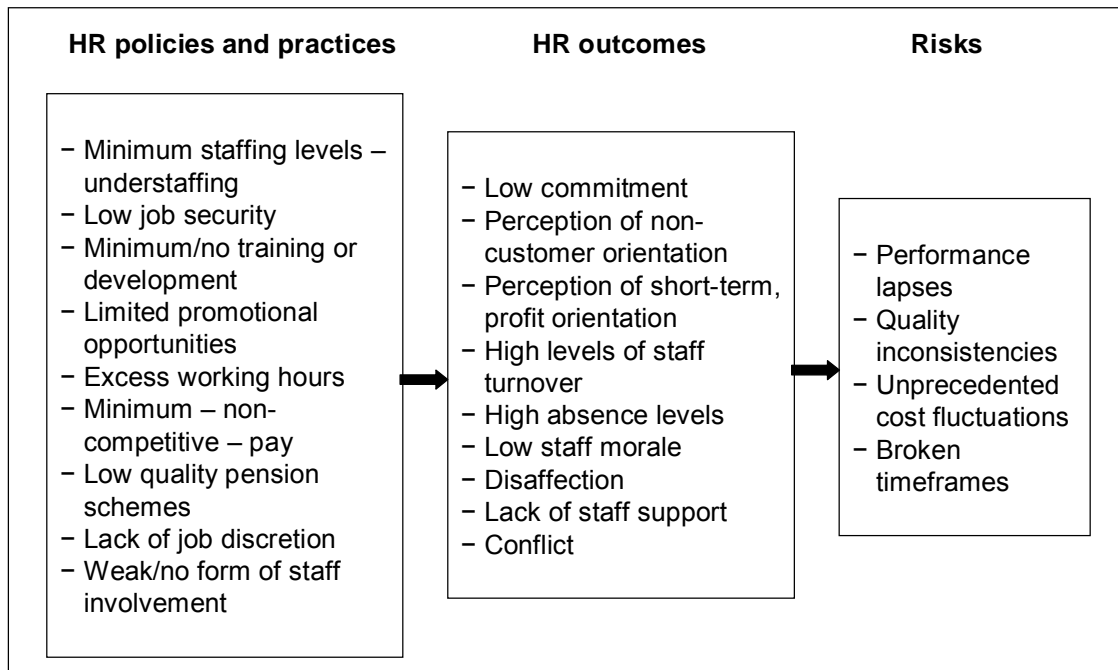 HR policies and practices
HR outcomes
Risks
− Minimum staffing levels –
understaffing
− Low job security
− Minimum/no training or
development
− Limited promotional
opportunities
− Excess working hours
− Minimum – non-
competitive – pay
− Low quality pension
schemes
− Lack of job discretion
− Weak/no form of staff
involvement
− Low commitment
− Perception of non-
customer orientation
− Perception of short-term,
profit orientation
− High levels of staff
turnover
− High absence levels
− Low staff morale
− Disaffection
− Lack of staff support
− Conflict
− Performance
lapses
− Quality
inconsistencies
− Unprecedented
cost fluctuations
− Broken
timeframes